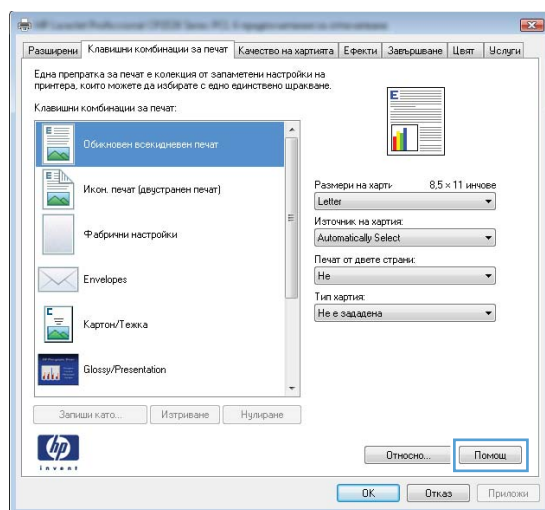 Разширени Клавишни комбинации за печат Качество на хартията Ефекти Завършване Цвят Услуги
Една препратка за печат е колекция от запаметени настройки на
принтера, които можете да избирате с едно единствено щракване.
Клавишни комбинации за печат:
Обикновен всекидневен печат
Икон. печат (двустранен печат)
Фабрични настройки
Envelopes
Картон/Тежка
Glossy/Presentation
Запиши като... Изтриване Нулиране
Размери на харти 8,5 × 11 инчове
Letter
Източник на хартия:
Automatically Select
Печат от двете страни:
Не
Тип хартия:
Не е зададена
hp
invent
Относно... Помощ
OK Отказ Приложи